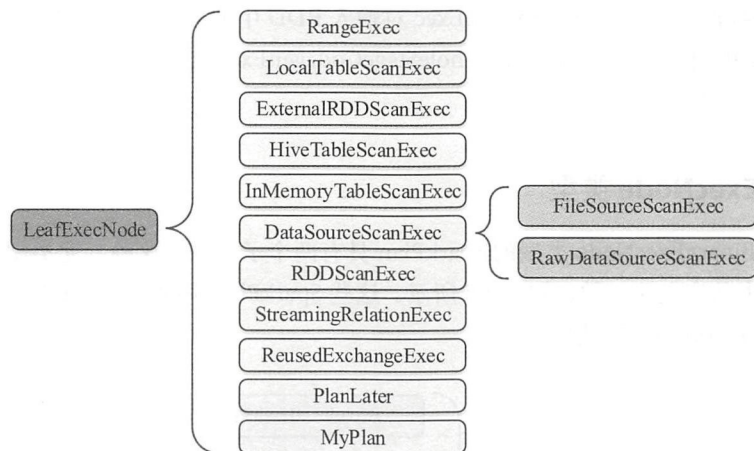 LeafExecNode
RangeExec
LocalTableScanExec
ExternalRDDScanExec
HiveTableScanExec
InMemoryTableScanExec
DataSourceScanExec
RDDScanExec
StreamingRelationExec
ReusedExchangeExec
PlanLater
MyPlan
FileSourceScanExec
RawDataSourceScanExec